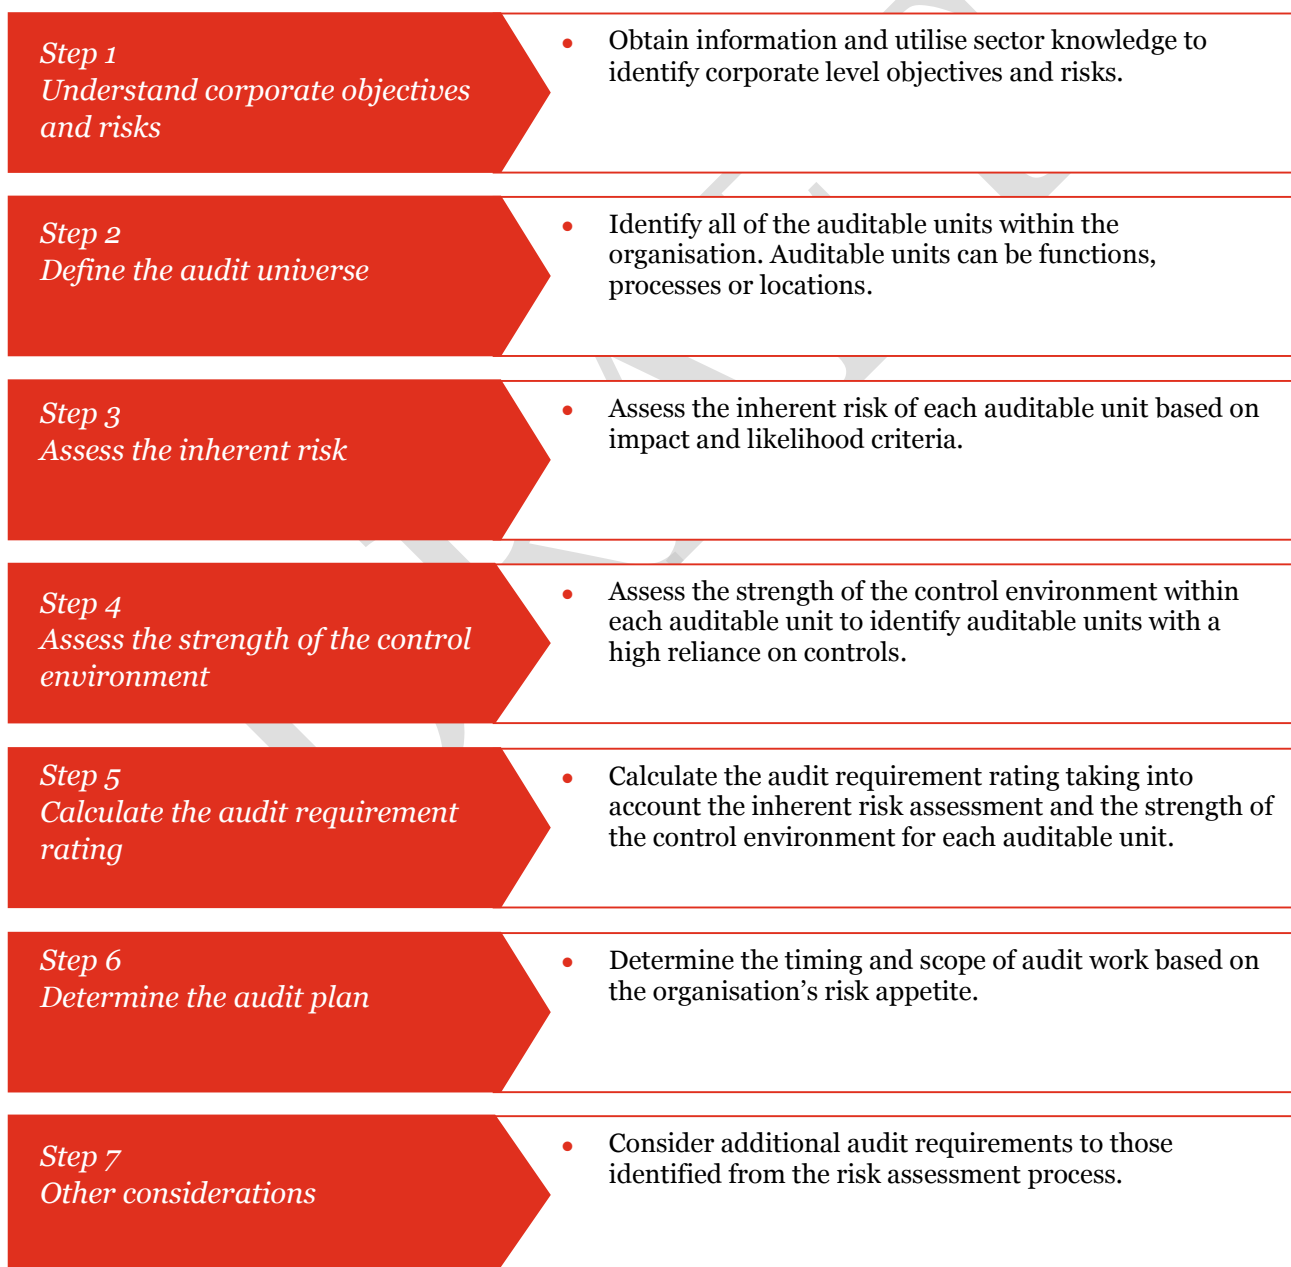 Step 1
Understand corporate objectives
and risks
• Obtain information and utilise sector knowledge to
identify corporate level objectives and risks.
Step 2
Define the audit universe
• Identify all of the auditable units within the
organisation. Auditable units can be functions,
processes or locations.
Step 3
Assess the inherent risk
• Assess the inherent risk of each auditable unit based on
impact and likelihood criteria.
Step 4
Assess the strength of the control
environment
• Assess the strength of the control environment within
each auditable unit to identify auditable units with a
high reliance on controls.
Step 5
Calculate the audit requirement
rating
• Calculate the audit requirement rating taking into
account the inherent risk assessment and the strength of
the control environment for each auditable unit.
Step 6
Determine the audit plan
• Determine the timing and scope of audit work based on
the organisation’s risk appetite.
Step 7
Other considerations
• Consider additional audit requirements to those
identified from the risk assessment process.